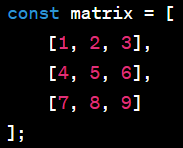 const matrix = [
    [1, 2, 3],
    [4, 5, 6],
    [7, 8, 9]
];